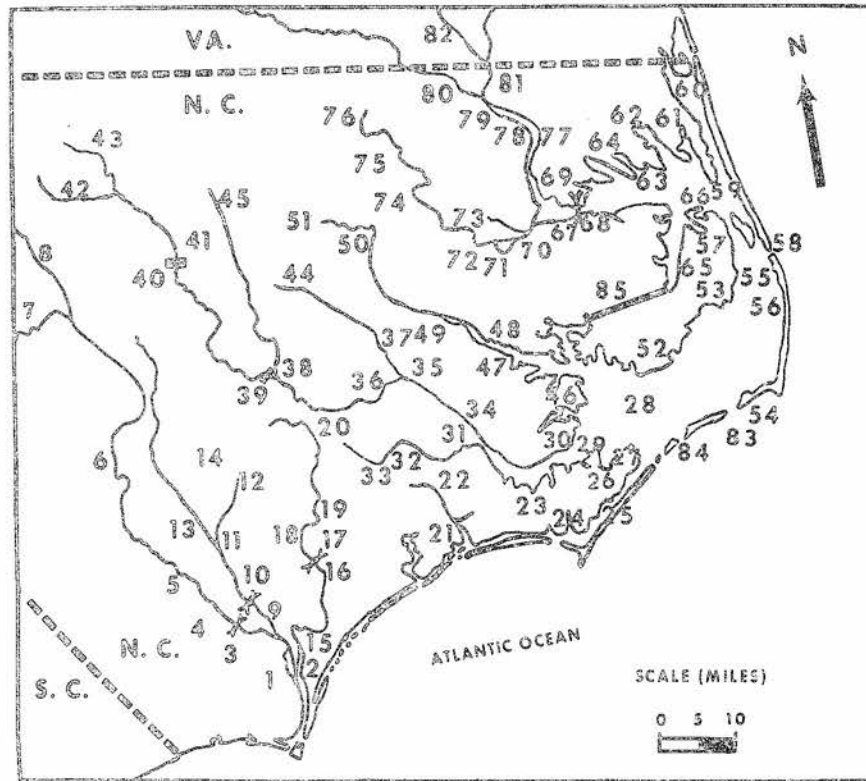 VA. 82
81
N. C. 80 60
N
43 76 79 78 77 62 61
64
75 69 63 59
42 45 74 73 66
51 67 68
8 41 50 72 71 70 57 58
40 44 65 55
85 53 56
7 37 49 48
38 35 47 52
39 36 46
20 34 28 54
6 31 30 83
14 32 29 27 84
12 33 22 26
19 23
13 18 24 25
11 17 21
10 16
5 9
4
N. C. 3 15 ATLANTIC OCEAN
1 2
S. C. SCALE (MILES)
0 5 10